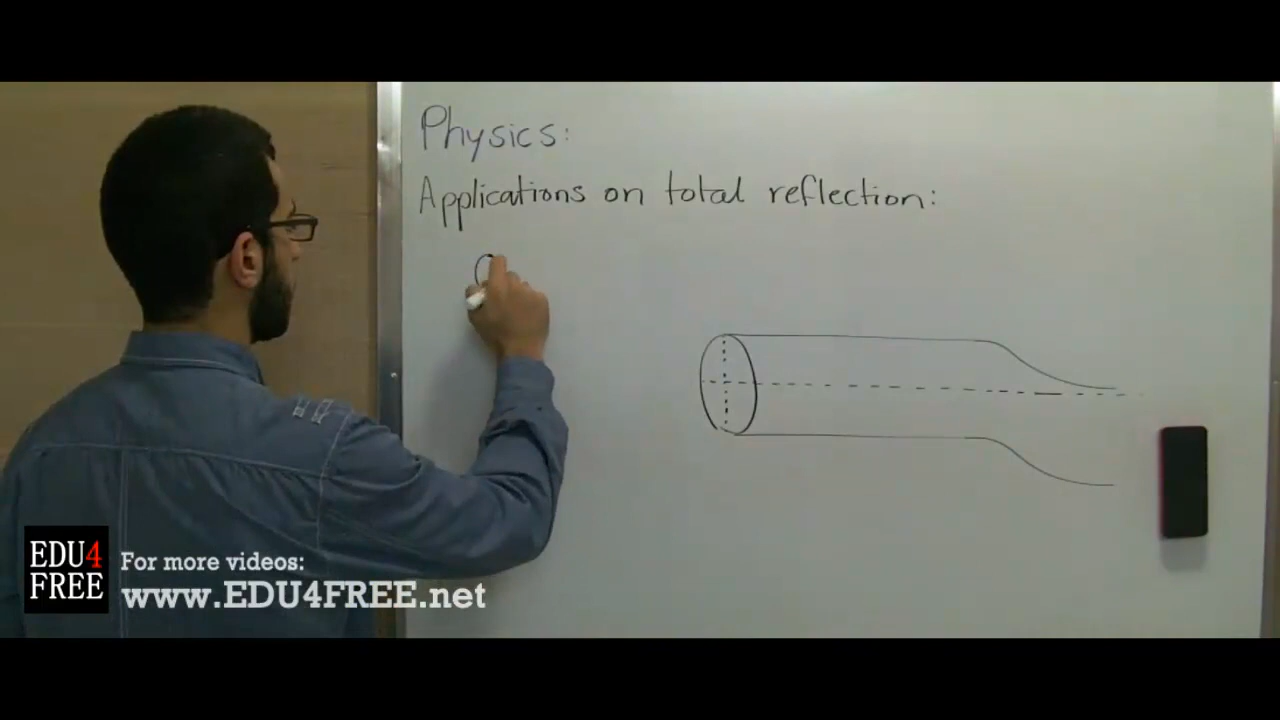 Physics:
Applications on total reflection:
EDU4
FREE
For more videos:
www.EDU4FREE.net